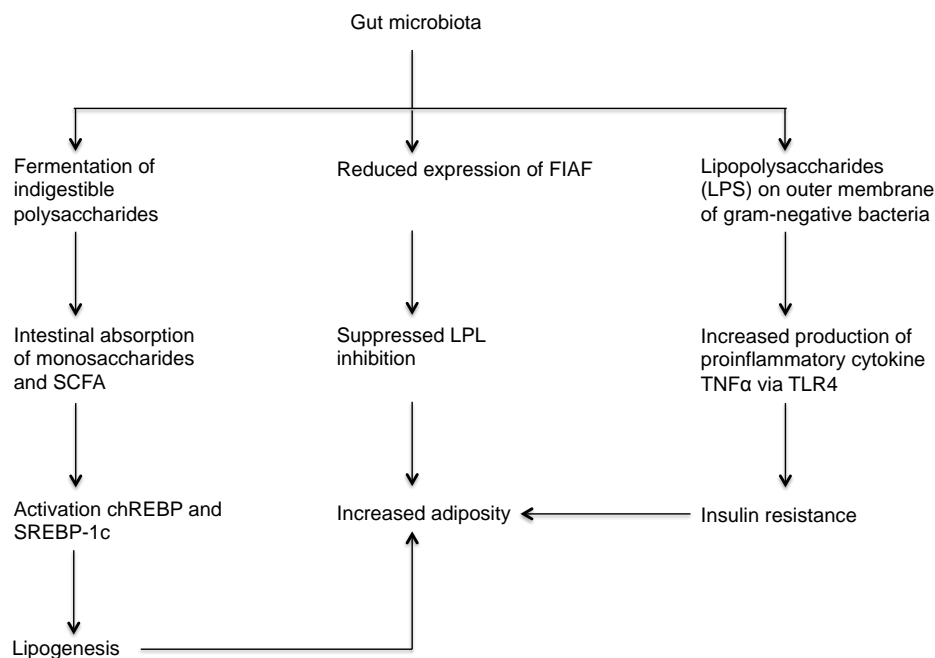 Gut microbiota
Fermentation of
indigestible
polysaccharides
Reduced expression of FIAF
Lipopolysaccharides
(LPS) on outer membrane
of gram-negative bacteria
Intestinal absorption
of monosaccharides
and SCFA
Suppressed LPL
inhibition
Increased production of
proinflammatory cytokine
TNFα via TLR4
Activation chREBP and
SREBP-1c
Increased adiposity
Insulin resistance
Lipogenesis